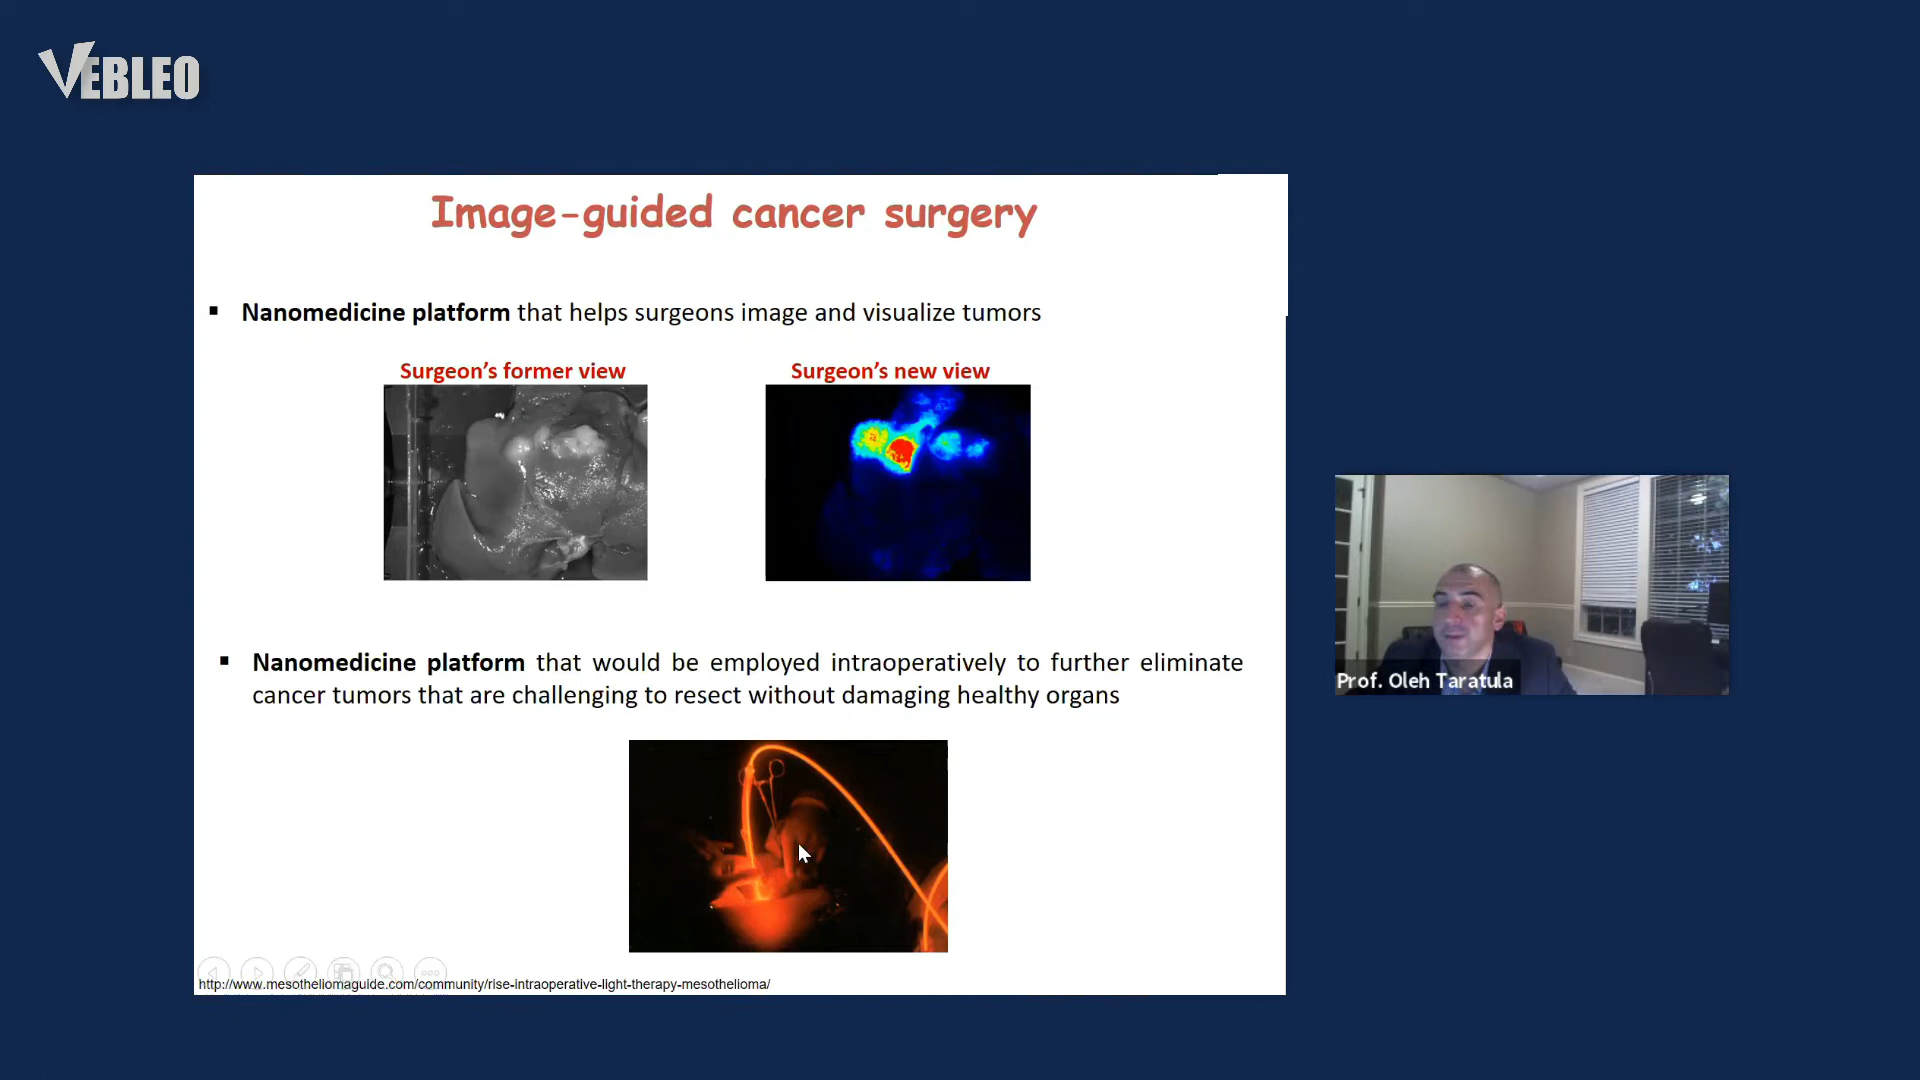 VEBLEO
Image-guided cancer surgery
▪ Nanomedicine platform that helps surgeons image and visualize tumors
Surgeon’s former view
Surgeon’s new view
▪ Nanomedicine platform that would be employed intraoperatively to further eliminate
cancer tumors that are challenging to resect without damaging healthy organs
Prof. Oleh Taratula
http://www.mesotheliomaguide.com/community/rise-intraoperative-light-therapy-mesothelioma/